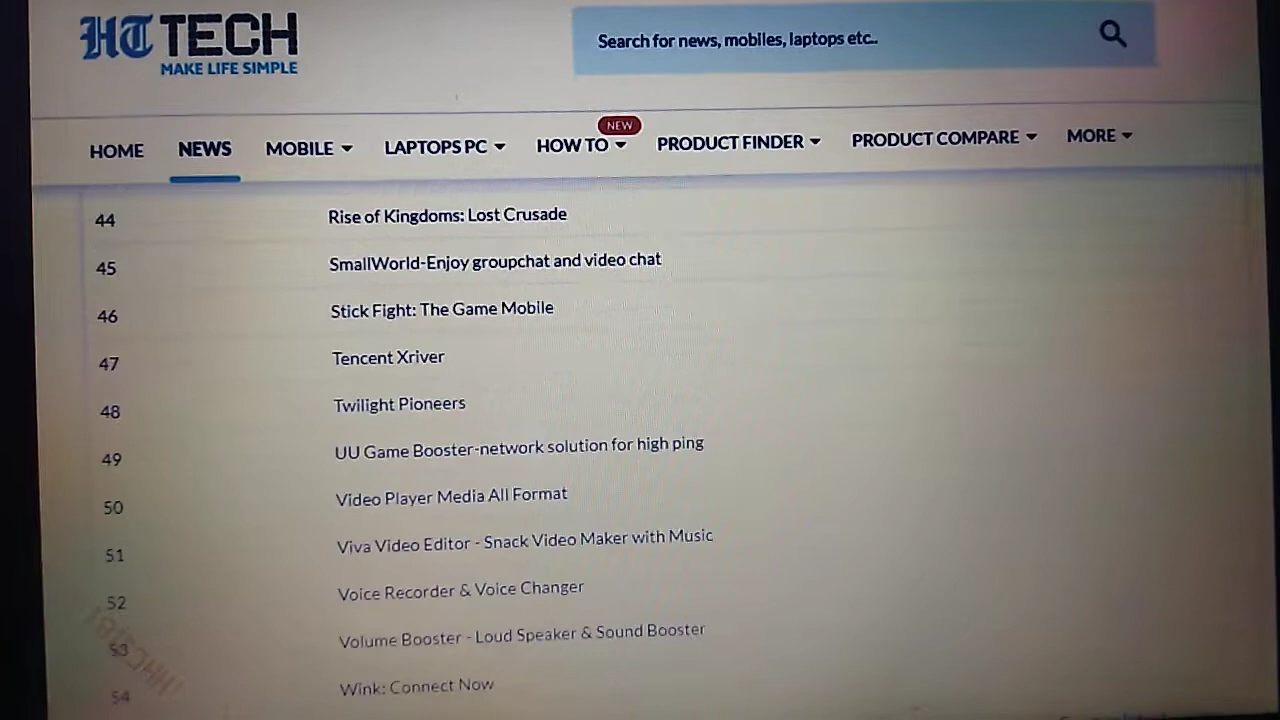 HT TECH
MAKE LIFE SIMPLE
Search for news, mobiles, laptops etc..
NEW
HOME NEWS MOBILE LAPTOPS PC HOW TO PRODUCT FINDER PRODUCT COMPARE MORE
44 Rise of Kingdoms: Lost Crusade
45 SmallWorld-Enjoy groupchat and video chat
46 Stick Fight: The Game Mobile
47 Tencent Xriver
48 Twilight Pioneers
49 UU Game Booster-network solution for high ping
50 Video Player Media All Format
51 Viva Video Editor - Snack Video Maker with Music
52 Voice Recorder & Voice Changer
53 Volume Booster - Loud Speaker & Sound Booster
54 Wink: Connect Now